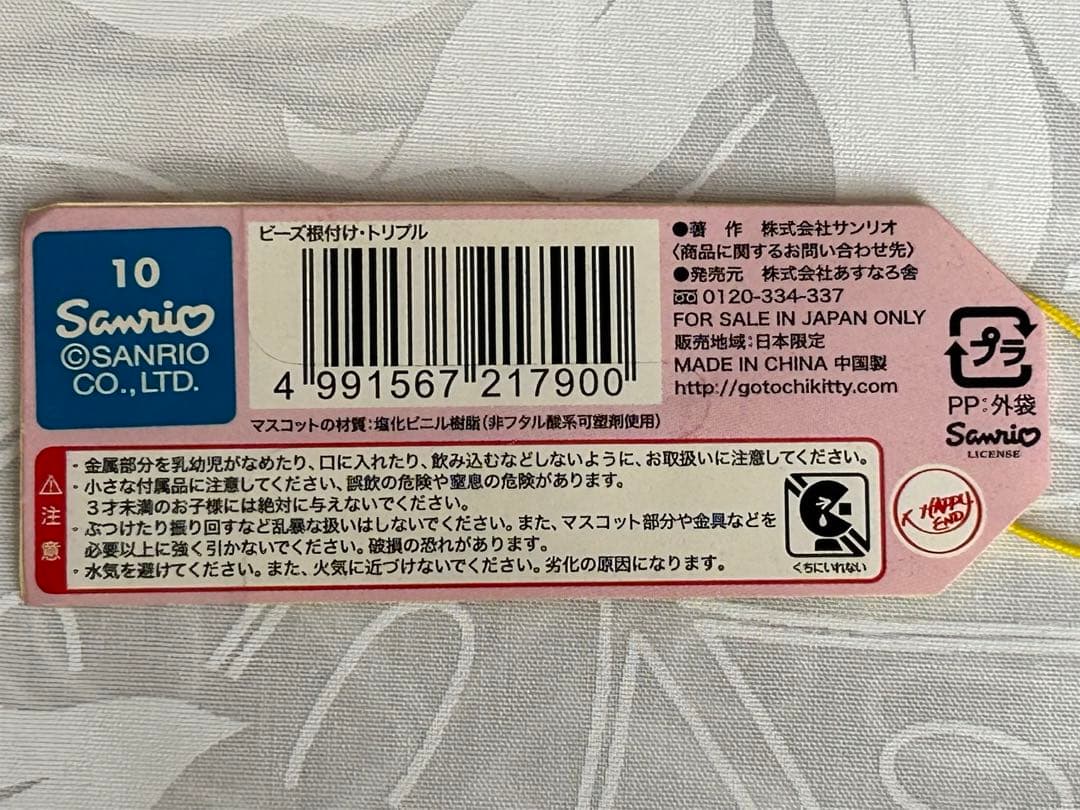 10
Sanrio
©SANRIO
CO., LTD.
ビーズ根付け・トリプル
4 991567 217900
マスコットの材質:塩化ビニル樹脂(非フタル酸系可塑剤使用)
●著 作 株式会社サンリオ
〈商品に関するお問い合わせ先〉
●発売元 株式会社あすなろ舎
0120-334-337
FOR SALE IN JAPAN ONLY
販売地域:日本限定
MADE IN CHINA 中国製
http://gotochikitty.com
プラ
PP:外袋
Sanrio
LICENSE
注意
・金属部分を乳幼児がなめたり、口に入れたり、飲み込むなどしないように、お取扱いに注意してください。
・小さな付属品に注意してください、誤飲の危険や窒息の危険があります。
3才未満のお子様には絶対に与えないでください。
・ぶつけたり振り回すなど乱暴な扱いはしないでください。また、マスコット部分や金具などを
必要以上に強く引かないでください。破損の恐れがあります。
・水気を避けてください。また、火気に近づけないでください。劣化の原因になります。
くちにいれない
HAPPY
END